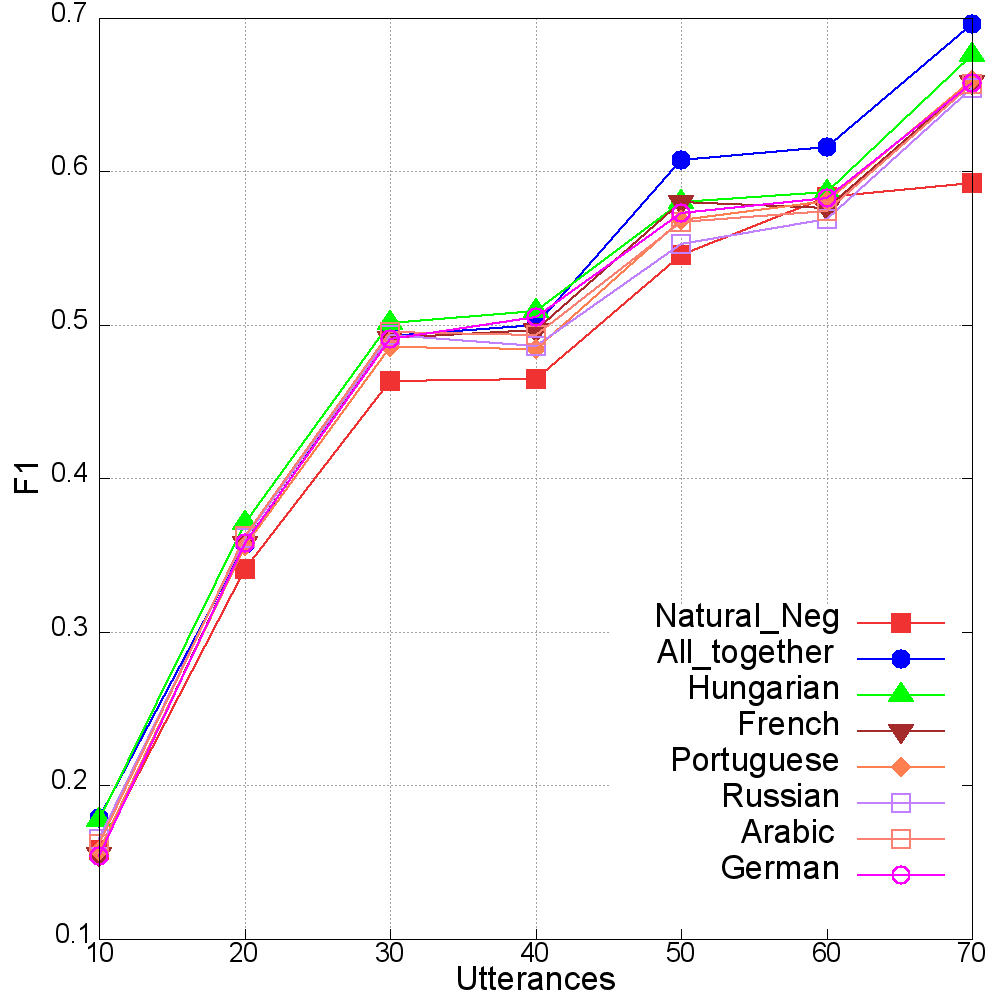 0.7
0.6
0.5
0.4
0.3
0.2
0.1
F1
Natural_Neg
All_together
Hungarian
French
Portuguese
Russian
Arabic
German
10 20 30 40 50 60 70
Utterances